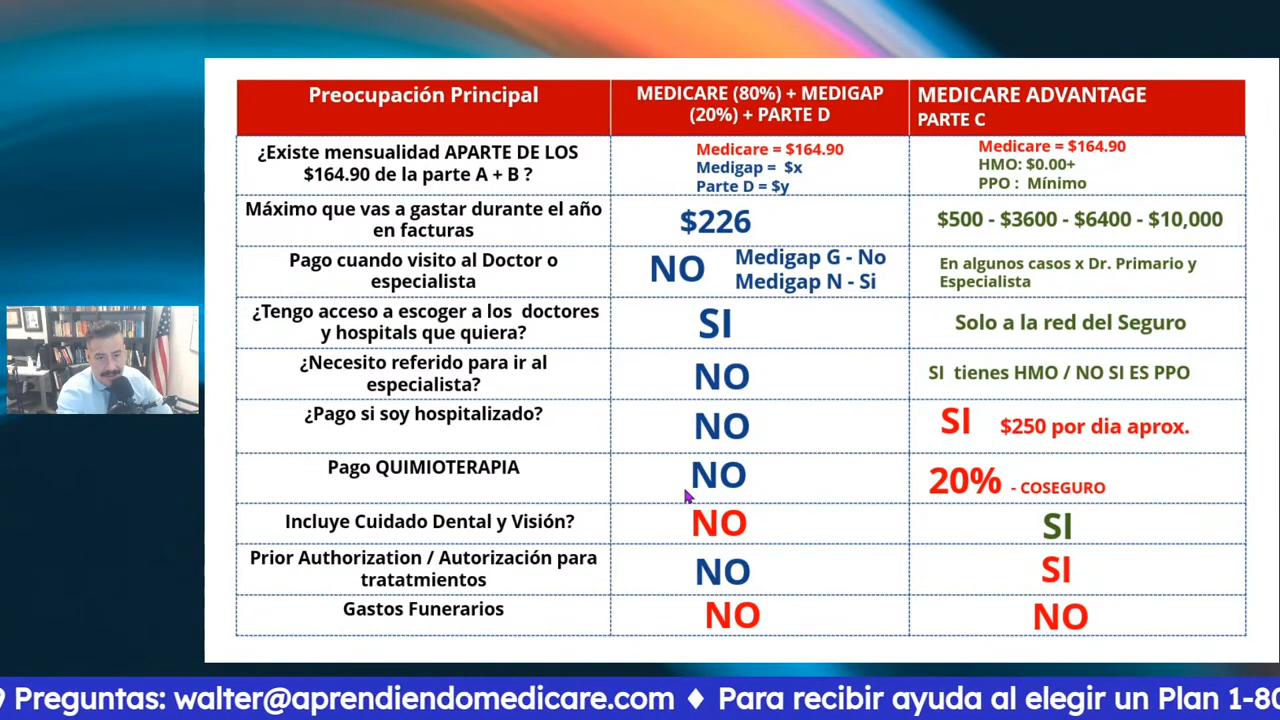 Preocupación Principal
MEDICARE (80%) + MEDIGAP
(20%) + PARTE D
MEDICARE ADVANTAGE
PARTE C
¿Existe mensualidad APARTE DE LOS
$164.90 de la parte A + B ?
Medicare = $164.90
Medigap = $x
Parte D = $y
Medicare = $164.90
HMO: $0.00+
PPO : Mínimo
Máximo que vas a gastar durante el año
en facturas
$226
$500 - $3600 - $6400 - $10,000
Pago cuando visito al Doctor o
especialista
NO
Medigap G - No
Medigap N - Si
En algunos casos x Dr. Primario y
Especialista
¿Tengo acceso a escoger a los doctores
y hospitals que quiera?
SI
Solo a la red del Seguro
¿Necesito referido para ir al
especialista?
NO
SI tienes HMO / NO SI ES PPO
¿Pago si soy hospitalizado?
NO
SI $250 por dia aprox.
Pago QUIMIOTERAPIA
NO
20% - COSEGURO
Incluye Cuidado Dental y Visión?
NO
SI
Prior Authorization / Autorización para
tratatmientos
NO
SI
Gastos Funerarios
NO
NO
Preguntas: walter@aprendiendomedicare.com ♦ Para recibir ayuda al elegir un Plan 1-80